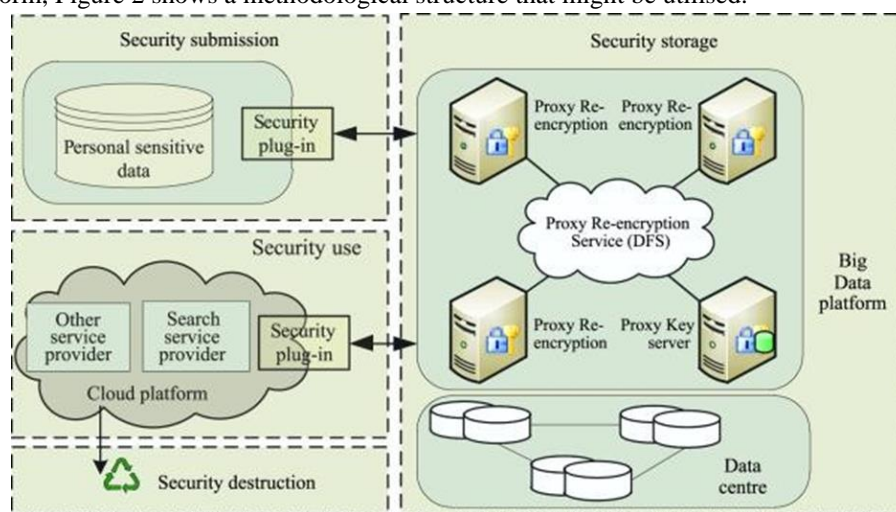 orm, Figure 2 shows a methodological structure that might be utilised.
Security submission
Personal sensitive
data
Security
plug-in
Security use
Other
service
provider
Search
service
provider
Security
plug-in
Cloud platform
Security destruction
Security storage
Proxy Re-
encryption
Proxy Re-
encryption
Proxy Re-encryption
Service (DFS)
Proxy Re-
encryption
Proxy Key
server
Big
Data
platform
Data
centre